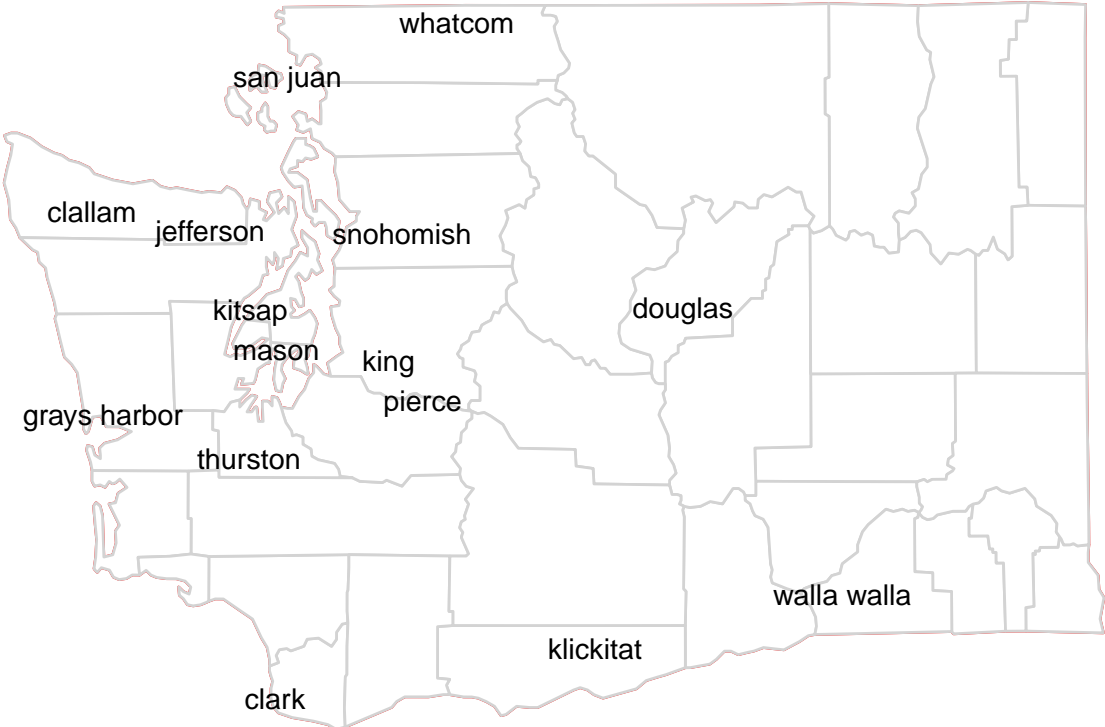 whatcom
san juan
clallam
jefferson
snohomish
kitsap
douglas
mason
king
pierce
grays harbor
thurston
walla walla
klickitat
clark